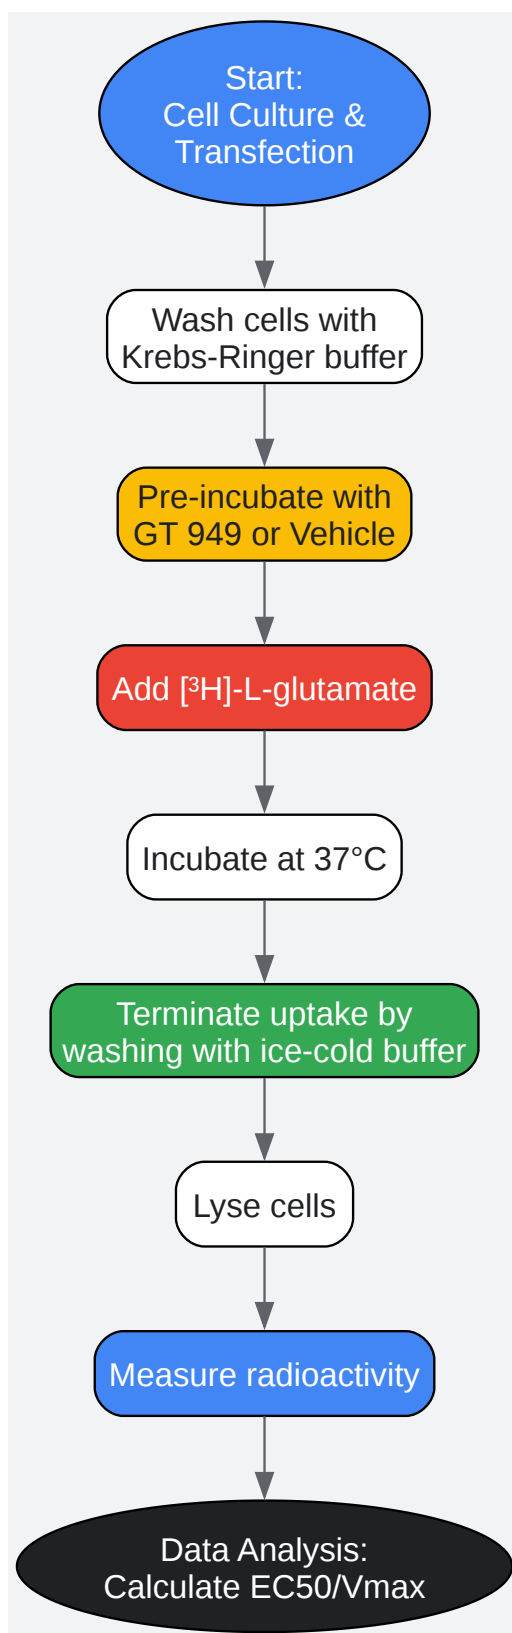 Start:
Cell Culture &
Transfection
Wash cells with
Krebs-Ringer buffer
Pre-incubate with
GT 949 or Vehicle
Add [³H]-L-glutamate
Incubate at 37°C
Terminate uptake by
washing with ice-cold buffer
Lyse cells
Measure radioactivity
Data Analysis:
Calculate EC50/Vmax